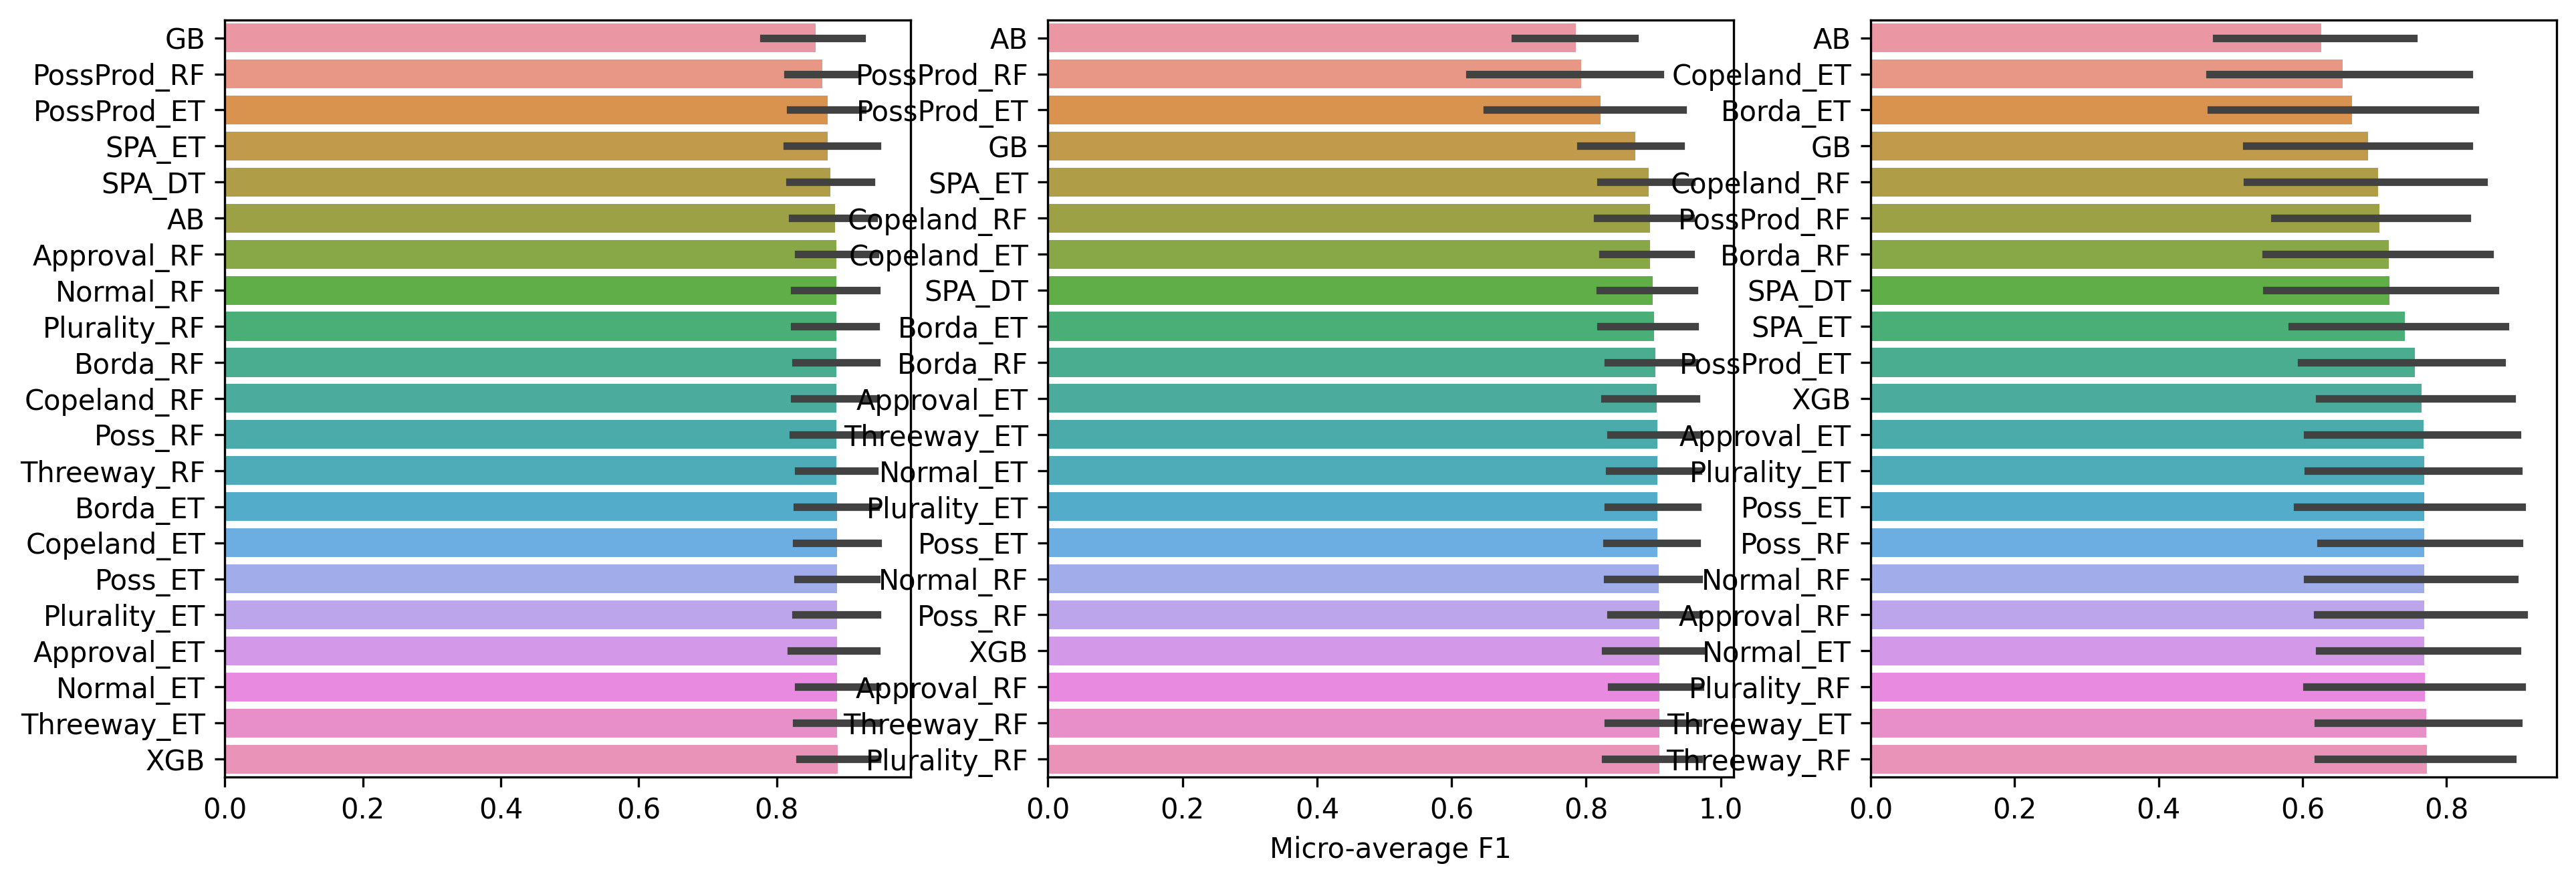 GB
PossProd_RF
PossProd_ET
SPA_ET
SPA_DT
AB
Approval_RF
Normal_RF
Plurality_RF
Borda_RF
Copeland_RF
Poss_RF
Threeway_RF
Borda_ET
Copeland_ET
Poss_ET
Plurality_ET
Approval_ET
Normal_ET
Threeway_ET
XGB
0.0 0.2 0.4 0.6 0.8
AB
PossProd_RF
PossProd_ET
GB
SPA_ET
Copeland_RF
Copeland_ET
SPA_DT
Borda_ET
Borda_RF
Approval_ET
Threeway_ET
Normal_ET
Plurality_ET
Poss_ET
Normal_RF
Poss_RF
XGB
Approval_RF
Threeway_RF
Plurality_RF
0.0 0.2 0.4 0.6 0.8 1.0
Micro-average F1
AB
Copeland_ET
Borda_ET
GB
Copeland_RF
PossProd_RF
Borda_RF
SPA_DT
SPA_ET
PossProd_ET
XGB
Approval_ET
Plurality_ET
Poss_ET
Poss_RF
Normal_RF
Approval_RF
Normal_ET
Plurality_RF
Threeway_ET
Threeway_RF
0.0 0.2 0.4 0.6 0.8